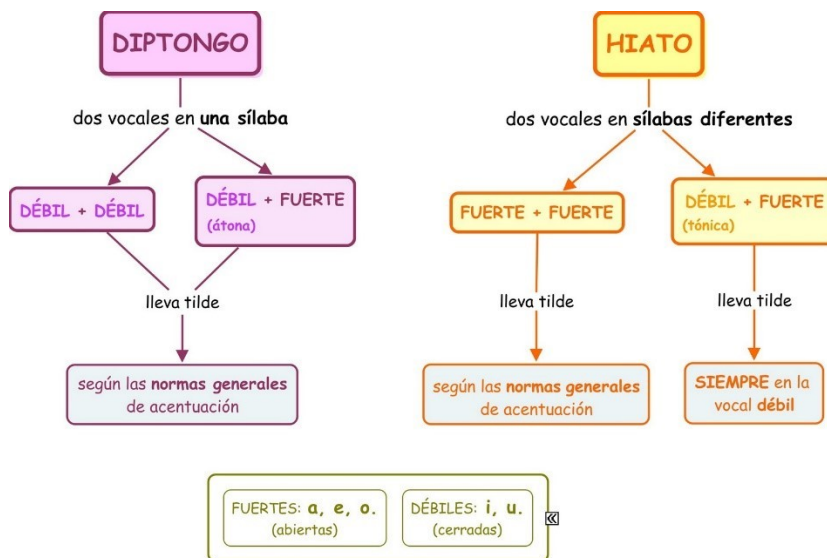 DIPTONGO
dos vocales en una sílaba
DÉBIL + DÉBIL
DÉBIL + FUERTE
(átona)
lleva tilde
según las normas generales
de acentuación
HIATO
dos vocales en sílabas diferentes
FUERTE + FUERTE
DÉBIL + FUERTE
(tónica)
lleva tilde
lleva tilde
según las normas generales
de acentuación
SIEMPRE en la
vocal débil
FUERTES: a, e, o.
(abiertas)
DÉBILES: i, u.
(cerradas)